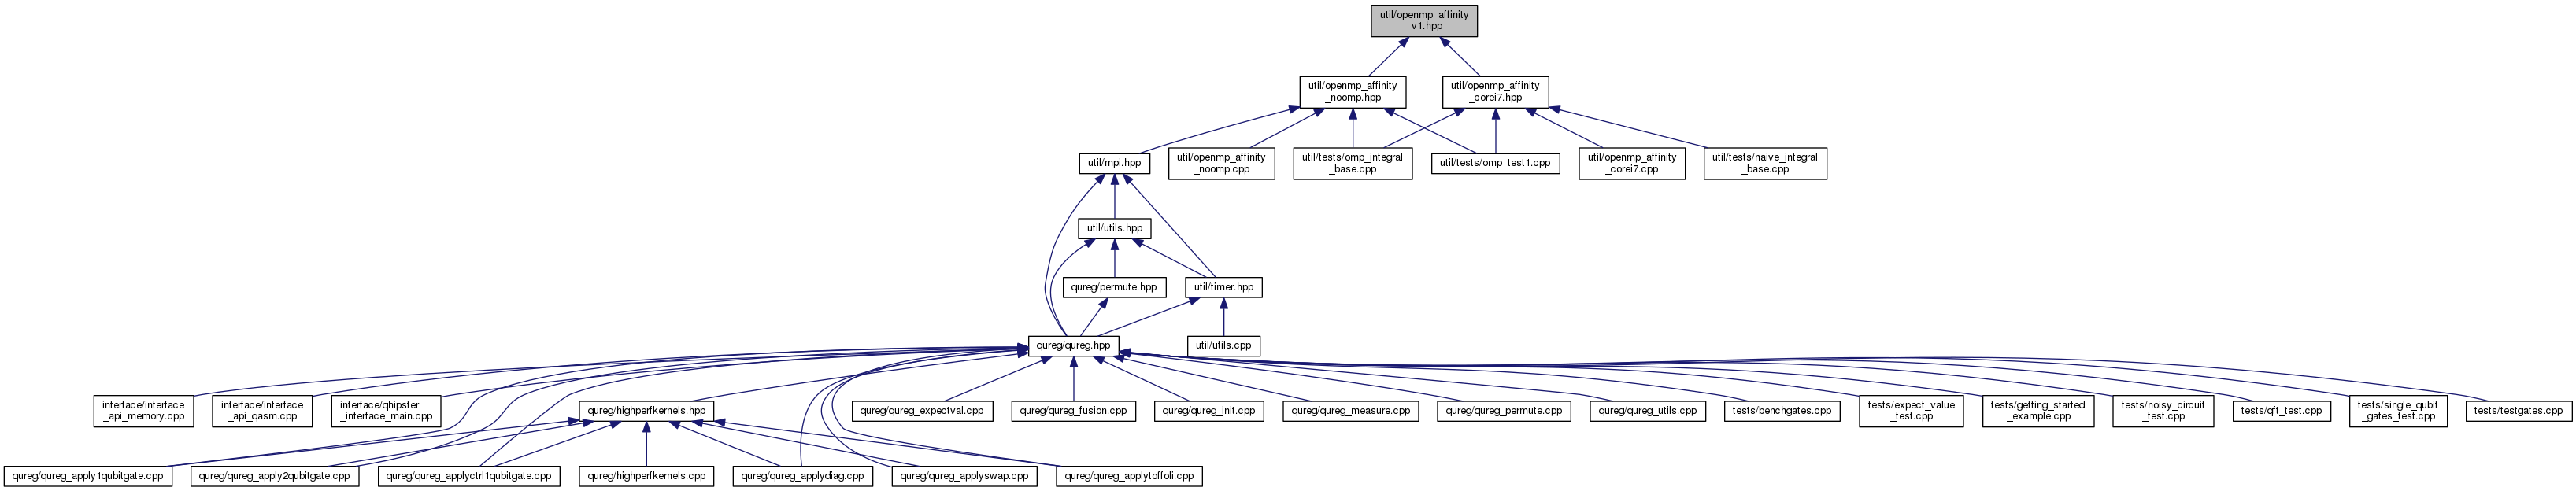 util/openmp_affinity
_v1.hpp
util/openmp_affinity
_noomp.hpp
util/openmp_affinity
_corei7.hpp
util/mpi.hpp
util/openmp_affinity
_noomp.cpp
util/tests/omp_integral
_base.cpp
util/tests/omp_test1.cpp
util/openmp_affinity
_corei7.cpp
util/tests/naive_integral
_base.cpp
util/utils.hpp
qureg/permute.hpp
util/timer.hpp
qureg/qureg.hpp
util/utils.cpp
interface/interface
_api_memory.cpp
interface/interface
_api_qasm.cpp
interface/qhipster
_interface_main.cpp
qureg/highperfkernels.hpp
qureg/qureg_expectval.cpp
qureg/qureg_fusion.cpp
qureg/qureg_init.cpp
qureg/qureg_measure.cpp
qureg/qureg_permute.cpp
qureg/qureg_utils.cpp
tests/benchgates.cpp
tests/expect_value
_test.cpp
tests/getting_started
_example.cpp
tests/noisy_circuit
_test.cpp
tests/qft_test.cpp
tests/single_qubit
_gates_test.cpp
tests/testgates.cpp
qureg/qureg_apply1qubitgate.cpp
qureg/qureg_apply2qubitgate.cpp
qureg/qureg_applyctrl1qubitgate.cpp
qureg/highperfkernels.cpp
qureg/qureg_applydiag.cpp
qureg/qureg_applyswap.cpp
qureg/qureg_applytoffoli.cpp